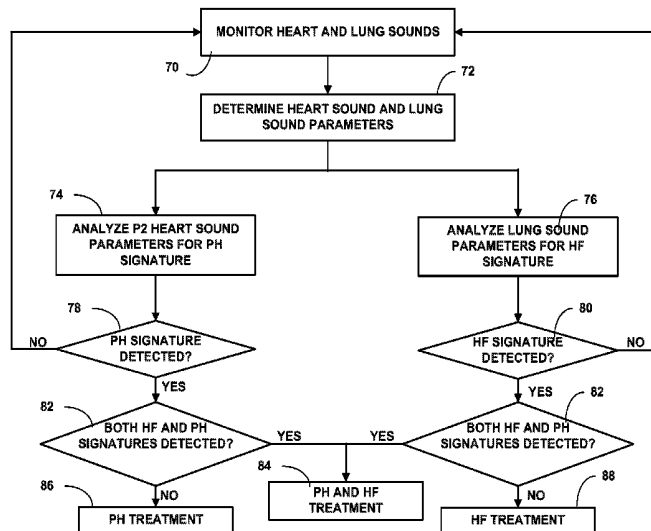 MONITOR HEART AND LUNG SOUNDS
70
72
DETERMINE HEART SOUND AND LUNG
SOUND PARAMETERS
74
ANALYZE P2 HEART SOUND
PARAMETERS FOR PH
SIGNATURE
76
ANALYZE LUNG SOUND
PARAMETERS FOR HF
SIGNATURE
78
PH SIGNATURE
DETECTED?
NO
YES
80
HF SIGNATURE
DETECTED?
NO
YES
82
BOTH HF AND PH
SIGNATURES DETECTED?
YES
NO
82
BOTH HF AND PH
SIGNATURES DETECTED?
YES
NO
84
PH AND HF
TREATMENT
86
PH TREATMENT
88
HF TREATMENT